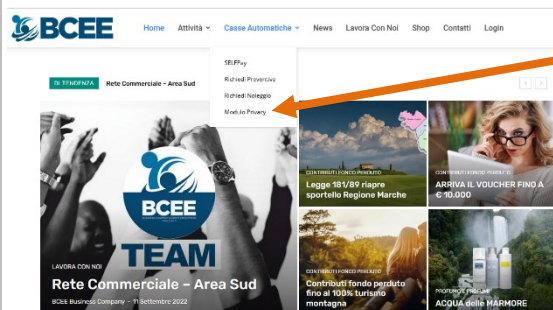 BCEE
Home Attività Casse Automatiche News Lavora Con Noi Shop Contatti Login
SELFPay
Richiedi Preventivo
Richiedi Noleggio
Modulo Privacy
DI TENDENZA Rete Commerciale – Area Sud
BCEE
TEAM
LAVORA CON NOI
Rete Commerciale – Area Sud
BCEE Business Company - 11 Settembre 2022
CONTRIBUTI FONDO PERDUTO
Legge 181/89 riapre
sportello Regione Marche
CONTRIBUTI FONDO PERDUTO
ARRIVA IL VOUCHER FINO A
€ 10.000
CONTRIBUTI FONDO PERDUTO
Contributi fondo perduto
fino al 100% turismo
montagna
PROFUMO E PROFUMI
ACQUA delle MARMORE